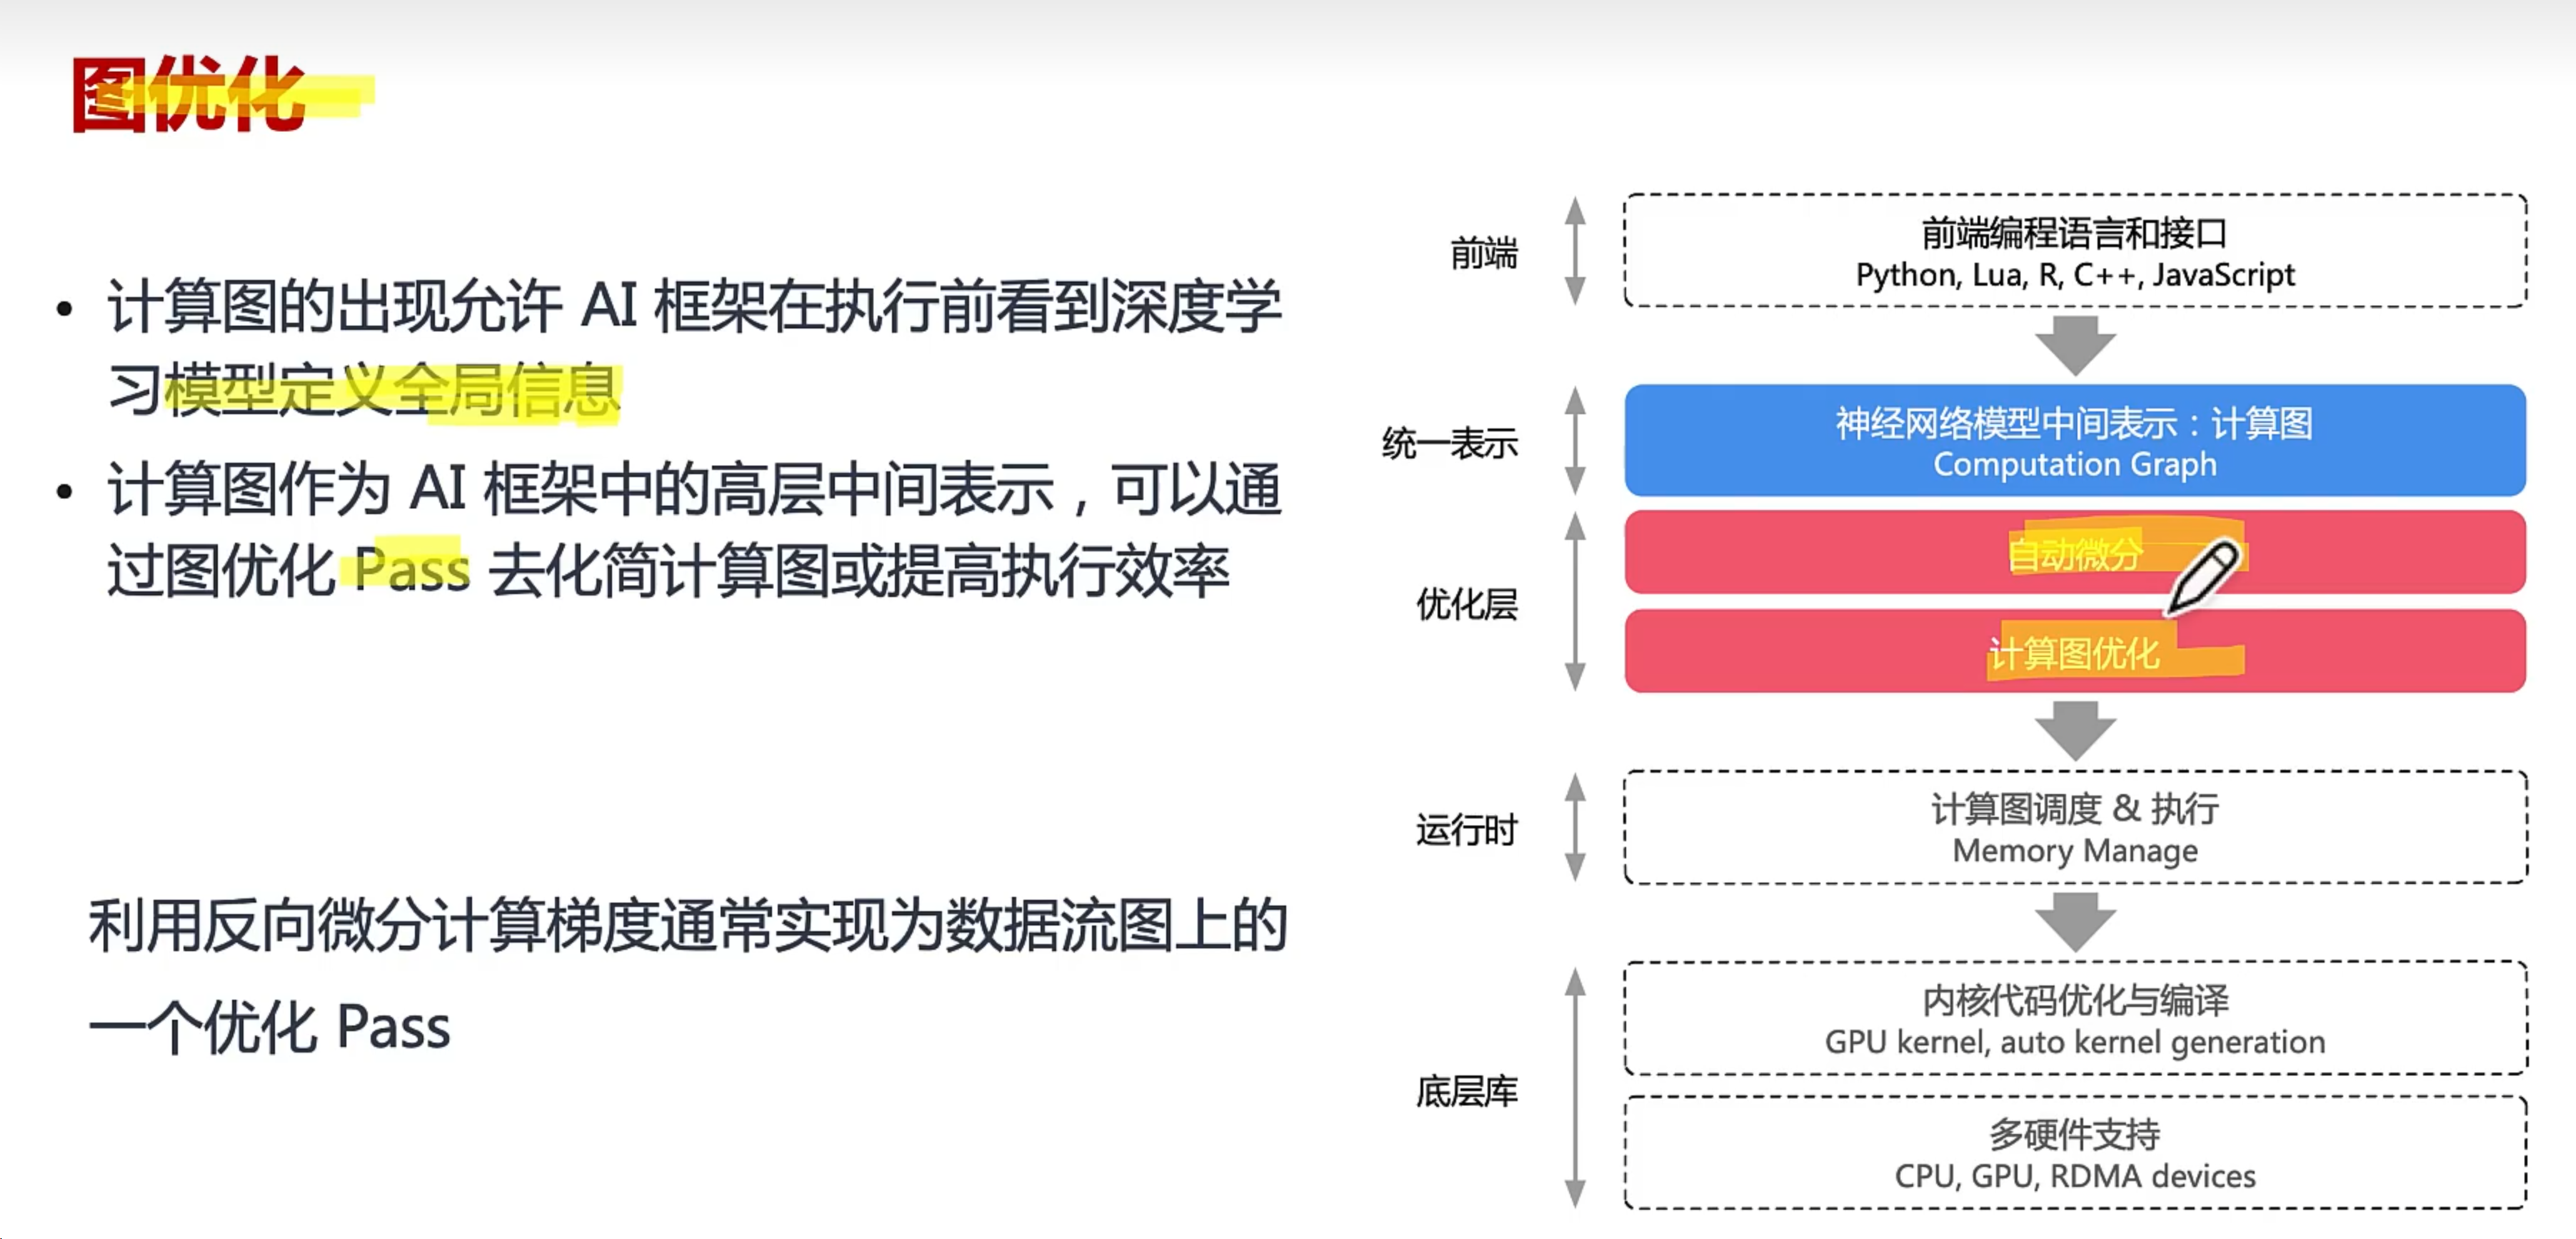 图优化
• 计算图的出现允许 AI 框架在执行前看到深度学
习模型定义全局信息
• 计算图作为 AI 框架中的高层中间表示，可以通
过图优化 Pass 去化简计算图或提高执行效率
利用反向微分计算梯度通常实现为数据流图上的
一个优化 Pass
前端
前端编程语言和接口
Python, Lua, R, C++, JavaScript
统一表示
神经网络模型中间表示：计算图
Computation Graph
优化层
自动微分
计算图优化
运行时
计算图调度 & 执行
Memory Manage
底层库
内核代码优化与编译
GPU kernel, auto kernel generation
多硬件支持
CPU, GPU, RDMA devices